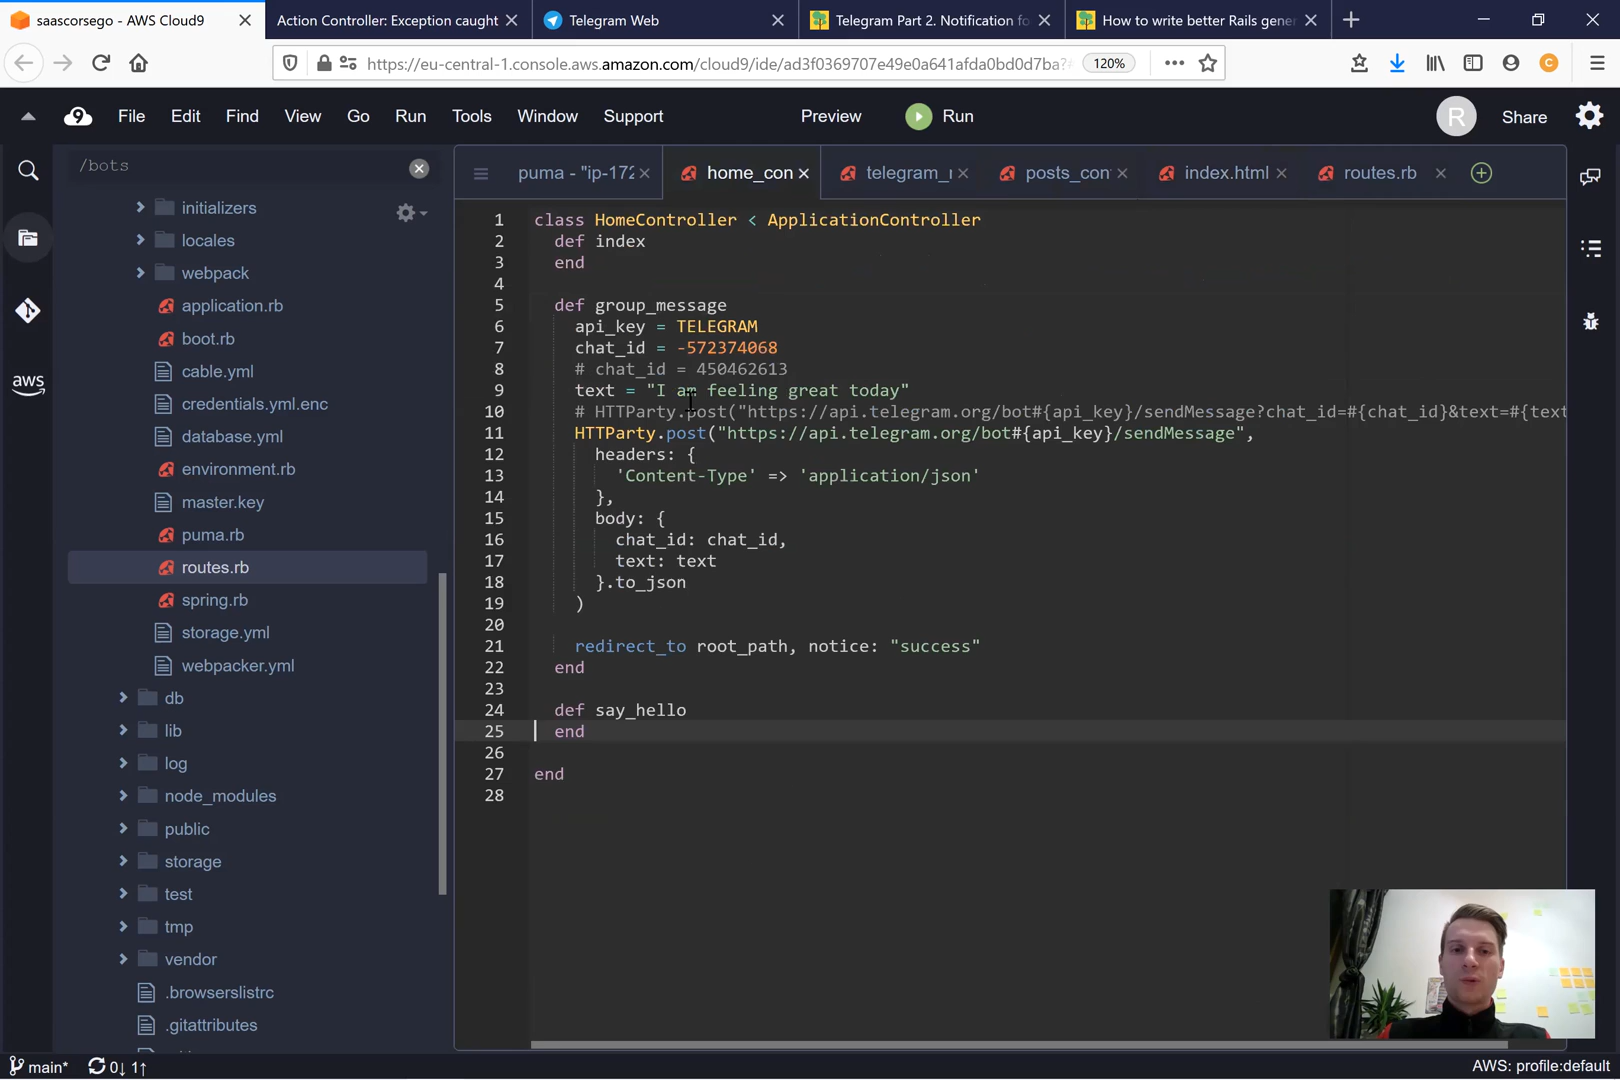 saascorsego - AWS Cloud9
Action Controller: Exception caught
Telegram Web
Telegram Part 2. Notification fo
How to write better Rails gene
https://eu-central-1.console.aws.amazon.com/cloud9/ide/ad3f0369707e49e0a641afda0bd0d7ba?
120%
C
9
File Edit Find View Go Run Tools Window Support
Preview
Run
R
Share
/bots
puma - "ip-172
home_con
telegram_
posts_con
index.html
routes.rb
aws
initializers
locales
webpack
application.rb
boot.rb
cable.yml
credentials.yml.enc
database.yml
environment.rb
master.key
puma.rb
routes.rb
spring.rb
storage.yml
webpacker.yml
db
lib
log
node_modules
public
storage
test
tmp
vendor
.browserslistrc
.gitattributes
1 class HomeController < ApplicationController
2 def index
3 end
4
5 def group_message
6 api_key = TELEGRAM
7 chat_id = -572374068
8 # chat_id = 450462613
9 text = "I am feeling great today"
10 # HTTParty.post("https://api.telegram.org/bot#{api_key}/sendMessage?chat_id=#{chat_id}&text=#{text
11 HTTParty.post("https://api.telegram.org/bot#{api_key}/sendMessage",
12 headers: {
13 'Content-Type' => 'application/json'
14 },
15 body: {
16 chat_id: chat_id,
17 text: text
18 }.to_json
19 )
20
21 redirect_to root_path, notice: "success"
22 end
23
24 def say_hello
25 end
26
27 end
28
main* 0↓ 1↑
AWS: profile:default